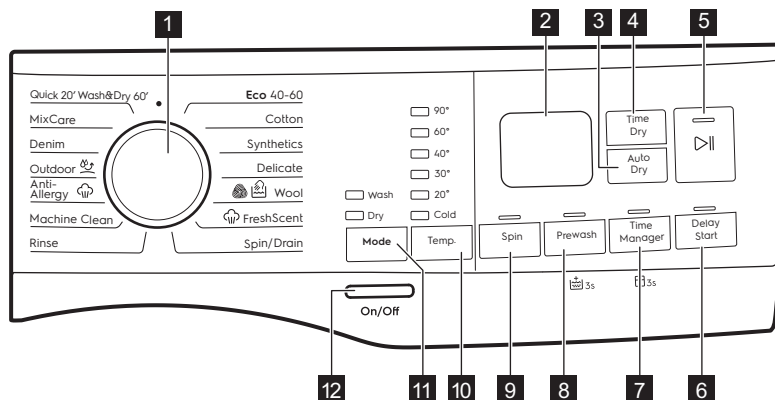 1
2
3
4
5
Quick 20' Wash&Dry 60'
MixCare
Denim
Outdoor
Anti-
Allergy
Machine Clean
Rinse
Eco 40-60
Cotton
Synthetics
Delicate
Wool
FreshScent
Spin/Drain
90°
60°
40°
30°
20°
Cold
Wash
Dry
Mode
Temp.
Time
Dry
Auto
Dry
Spin
Prewash
Time
Manager
Delay
Start
3s
3s
On/Off
12
11
10
9
8
7
6